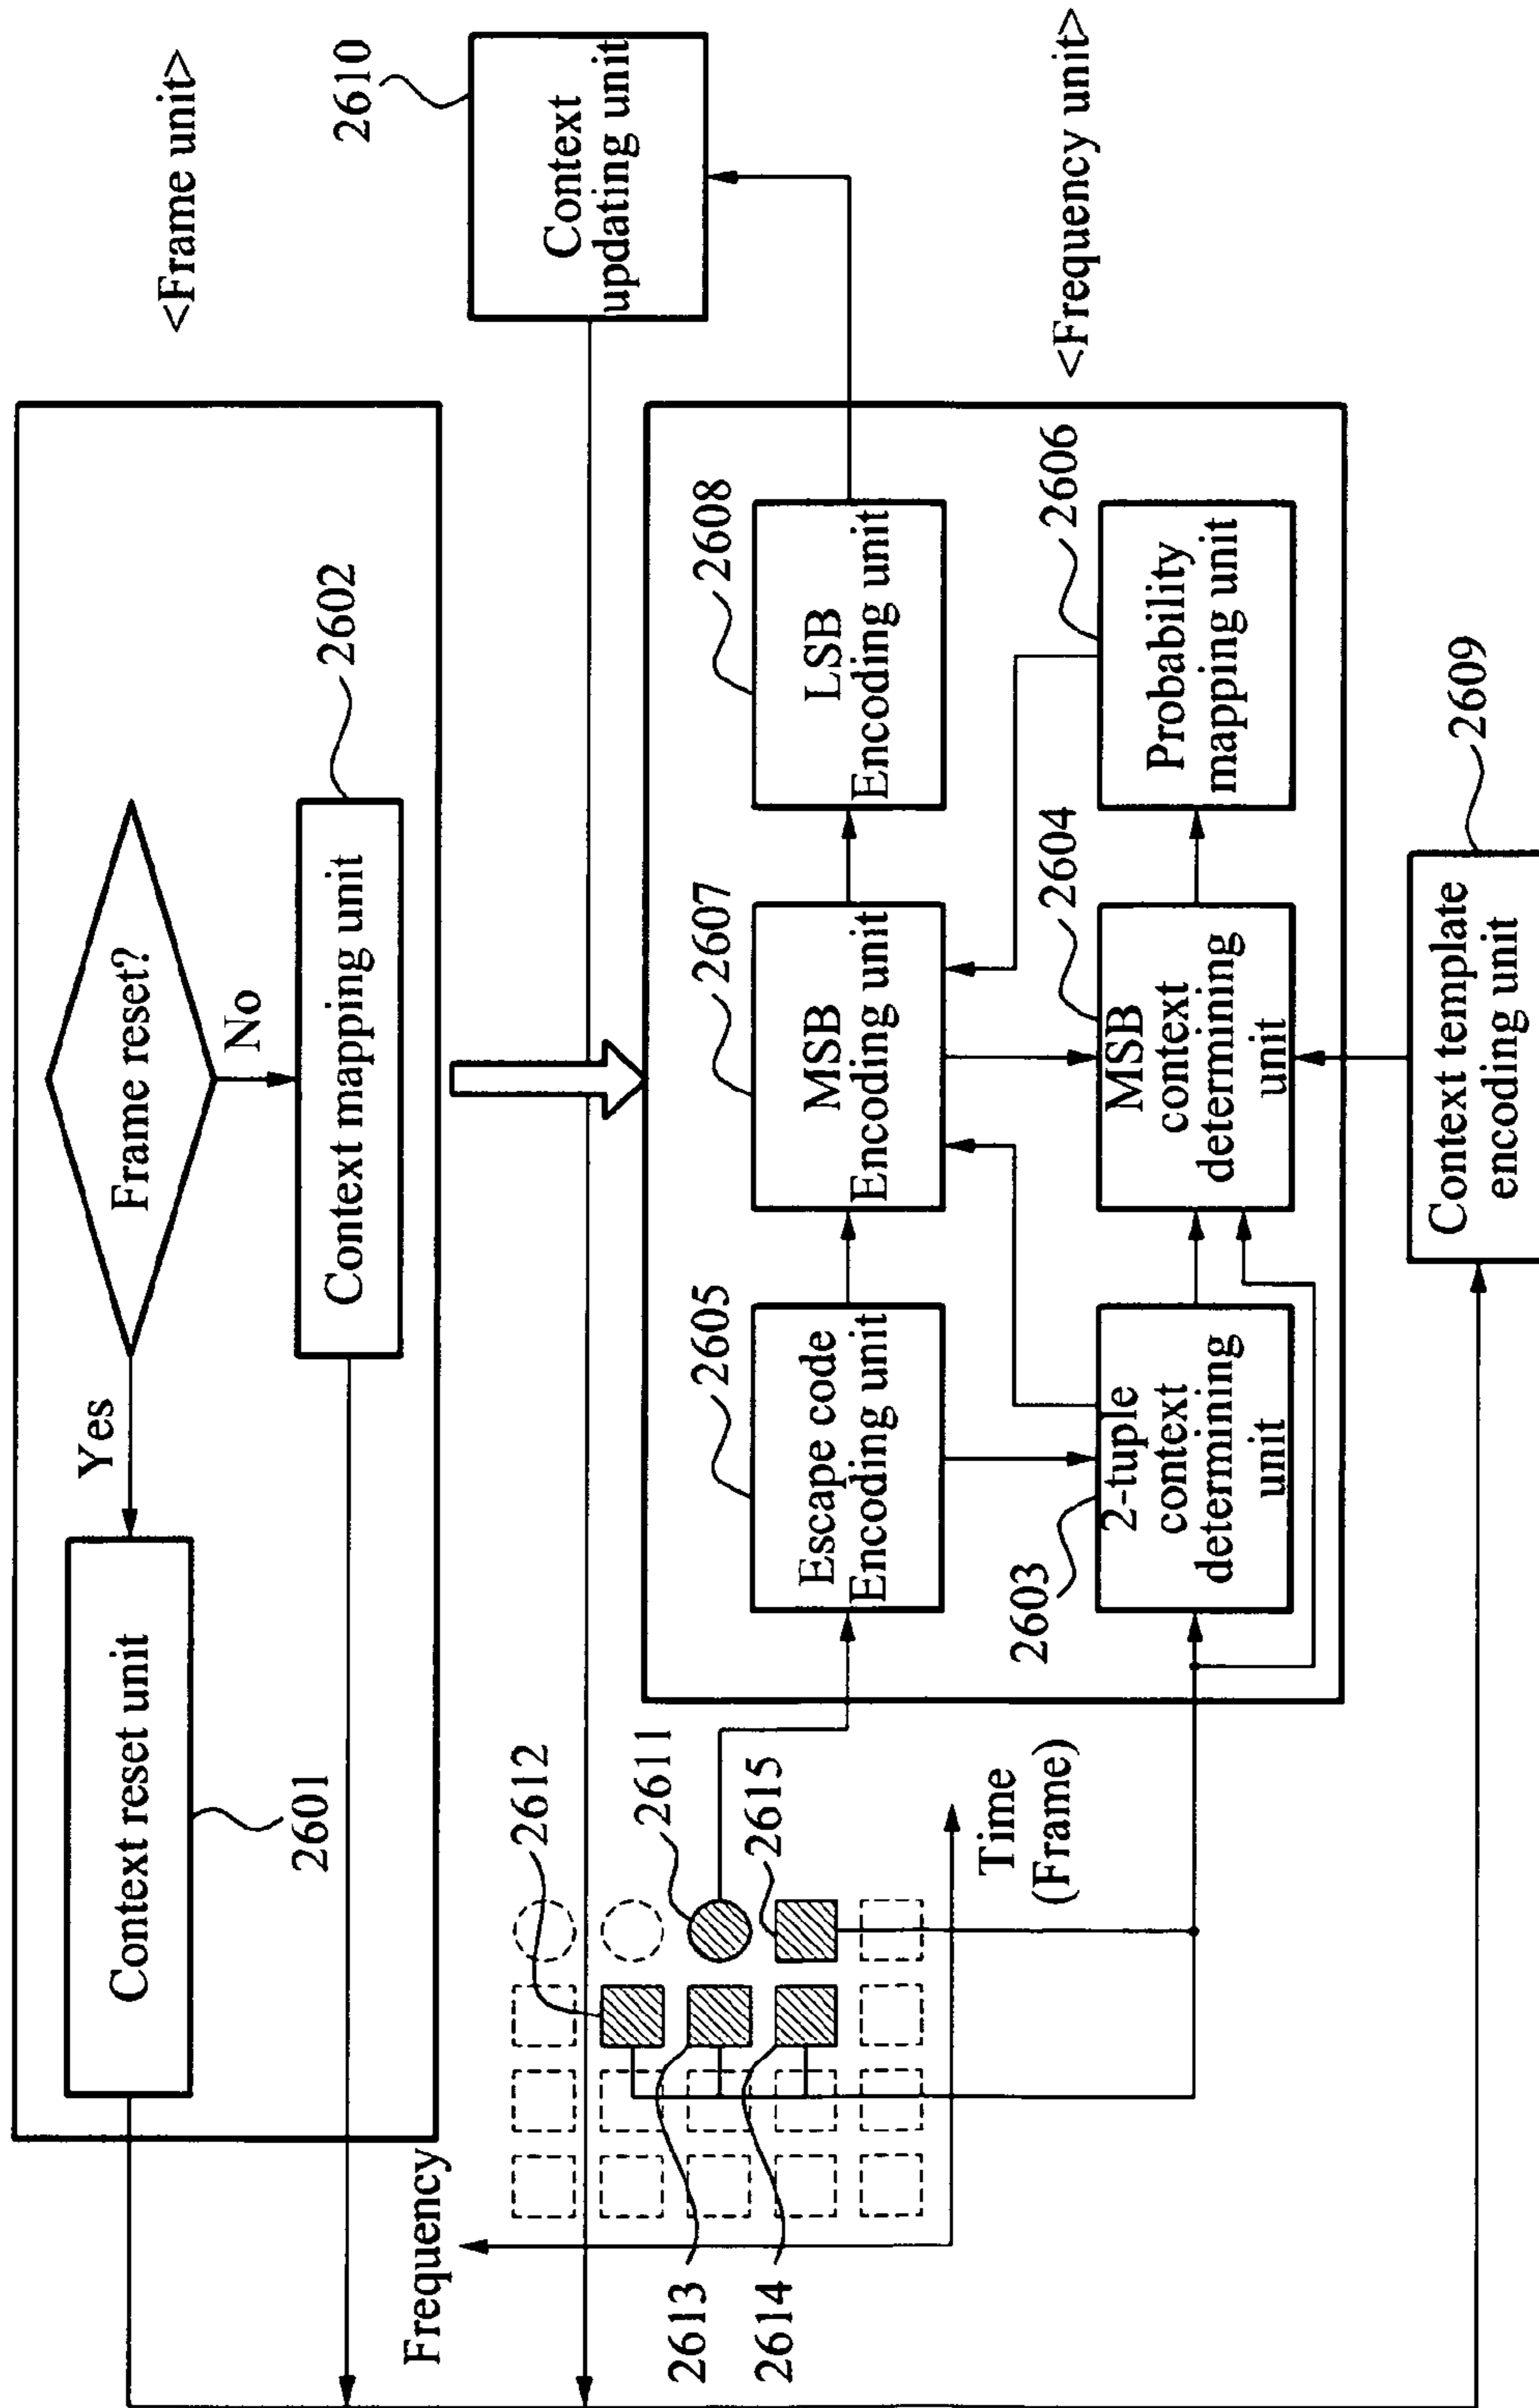 <Frame unit>
Frame reset?
Yes
No
Context reset unit
2601
Context mapping unit
2602
Context
updating unit
2610
Frequency
2612
2611
2615
2613
2614
Time
(Frame)
Escape code
Encoding unit
2605
MSB
Encoding unit
2607
LSB
Encoding unit
2608
2-tuple
context
determining
unit
2603
MSB
context
determining
unit
2604
Probability
mapping unit
2606
<Frequency unit>
Context template
encoding unit
2609